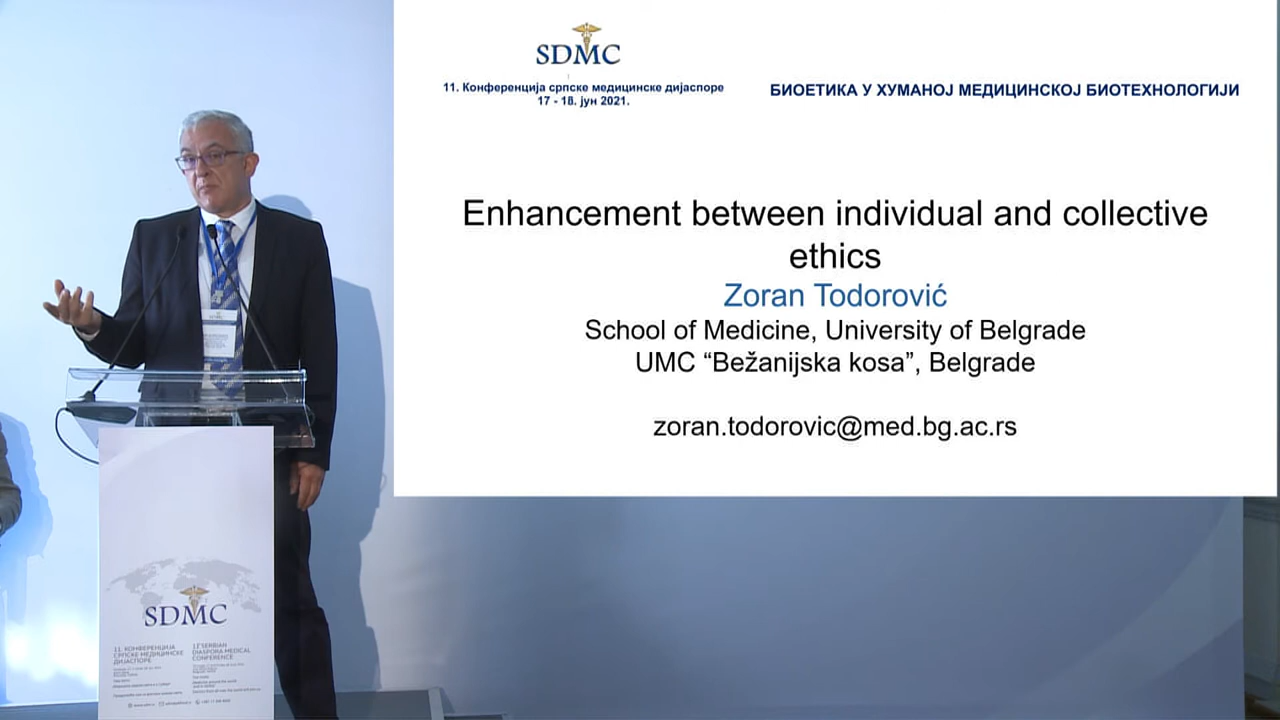 SDMC
11. Конференција српске медицинске дијаспоре
17 - 18. јун 2021.
БИОЕТИКА У ХУМАНОЈ МЕДИЦИНСКОЈ БИОТЕХНОЛОГИЈИ
Enhancement between individual and collective
ethics
Zoran Todorović
School of Medicine, University of Belgrade
UMC “Bežanijska kosa”, Belgrade
zoran.todorovic@med.bg.ac.rs
SDMC
11. КОНФЕРЕНЦИЈА
СРПСКЕ МЕДИЦИНСКЕ
ДИЈАСПОРЕ
SERBIAN
DIASPORA MEDICAL
CONFERENCE